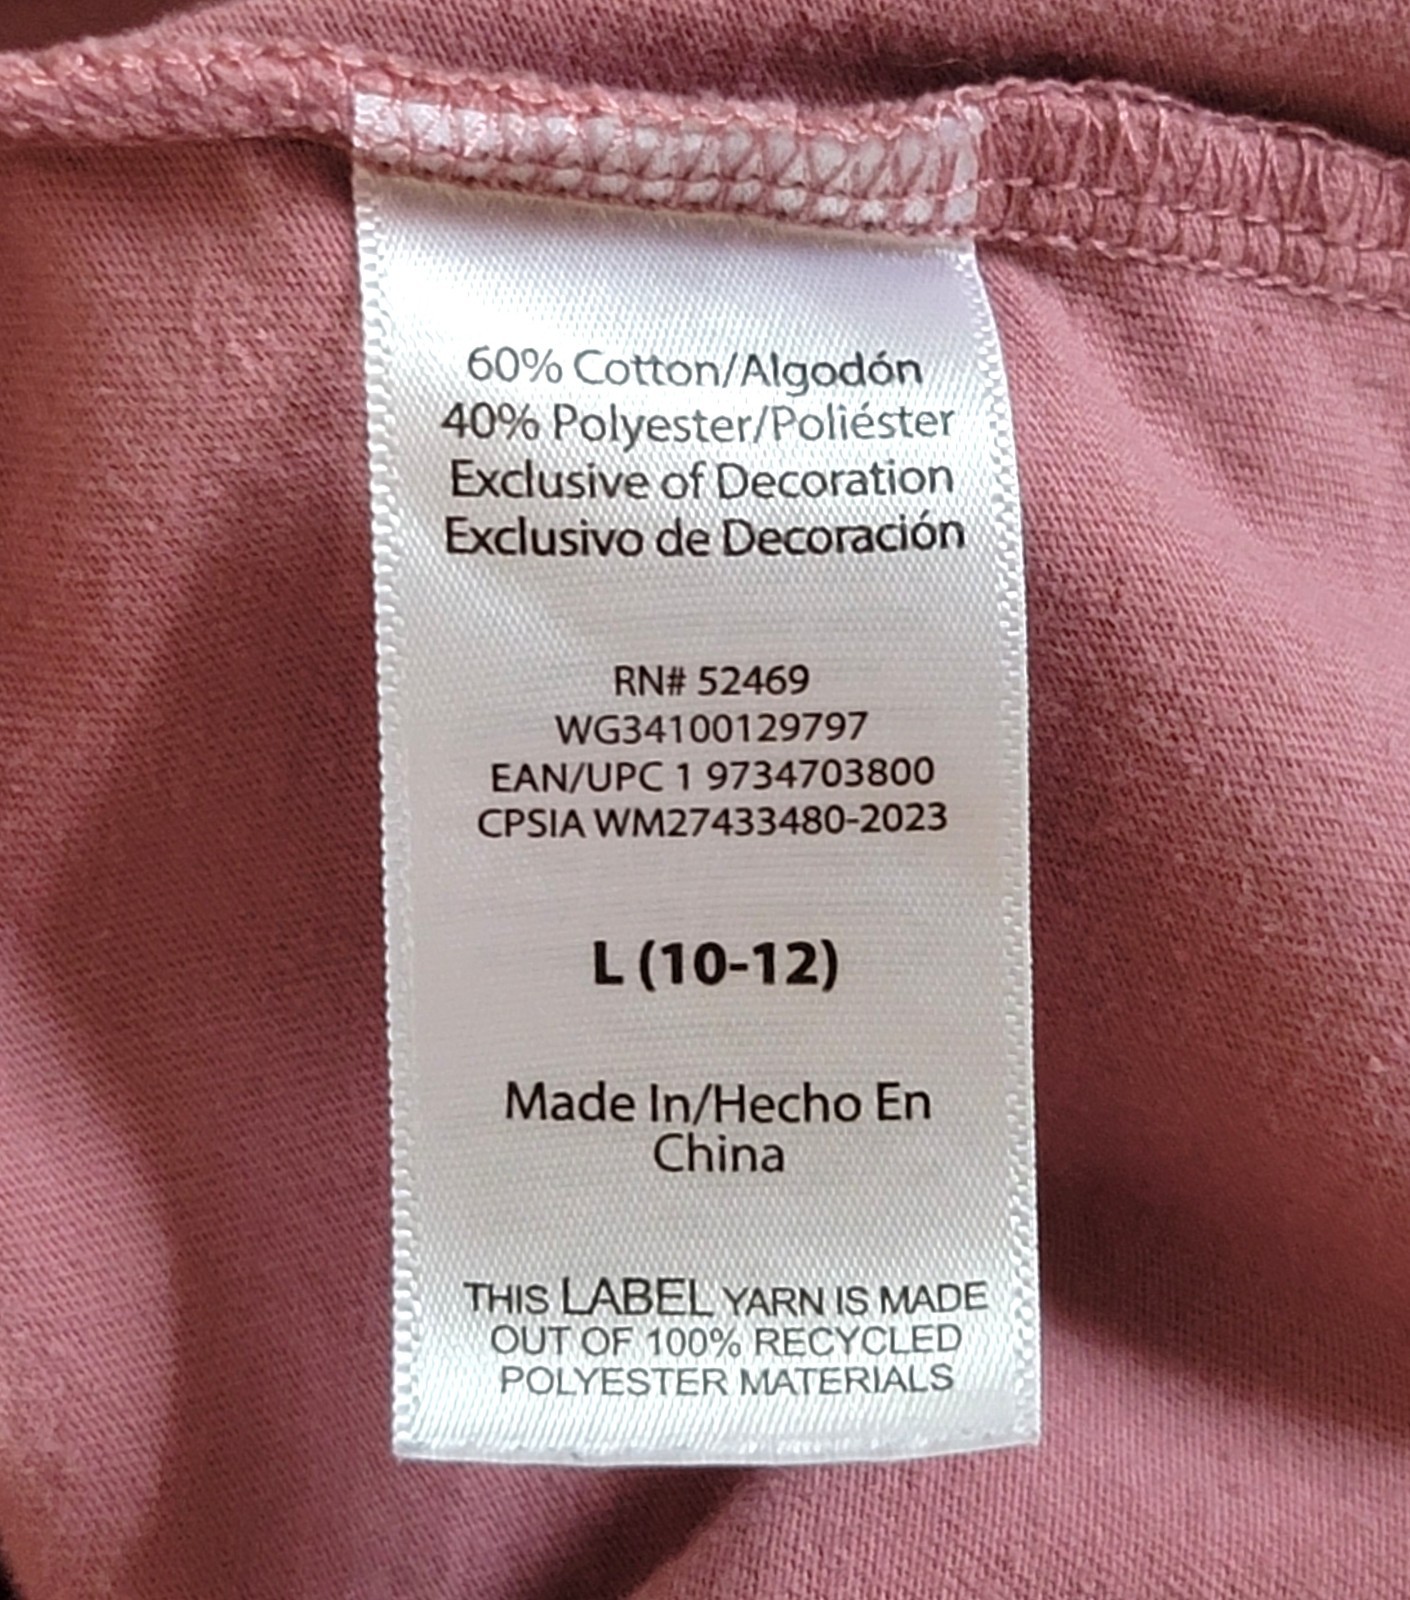 60% Cotton/Algodón
40% Polyester/Poliéster
Exclusive of Decoration
Exclusivo de Decoración
RN# 52469
WG34100129797
EAN/UPC 1 9734703800
CPSIA WM27433480-2023
L (10-12)
Made In/Hecho En
China
THIS LABEL YARN IS MADE
OUT OF 100% RECYCLED
POLYESTER MATERIALS